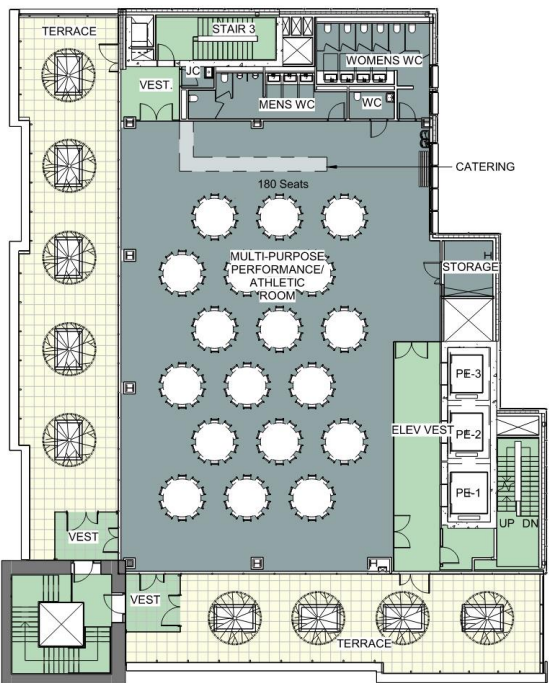 TERRACE
STAIR 3
WOMENS WC
JC
VEST.
MENS WC
WC
CATERING
180 Seats
MULTI-PURPOSE
PERFORMANCE/
ATHLETIC
ROOM
STORAGE
PE-3
ELEV VEST
PE-2
PE-1
UP DN
VEST
VEST
TERRACE